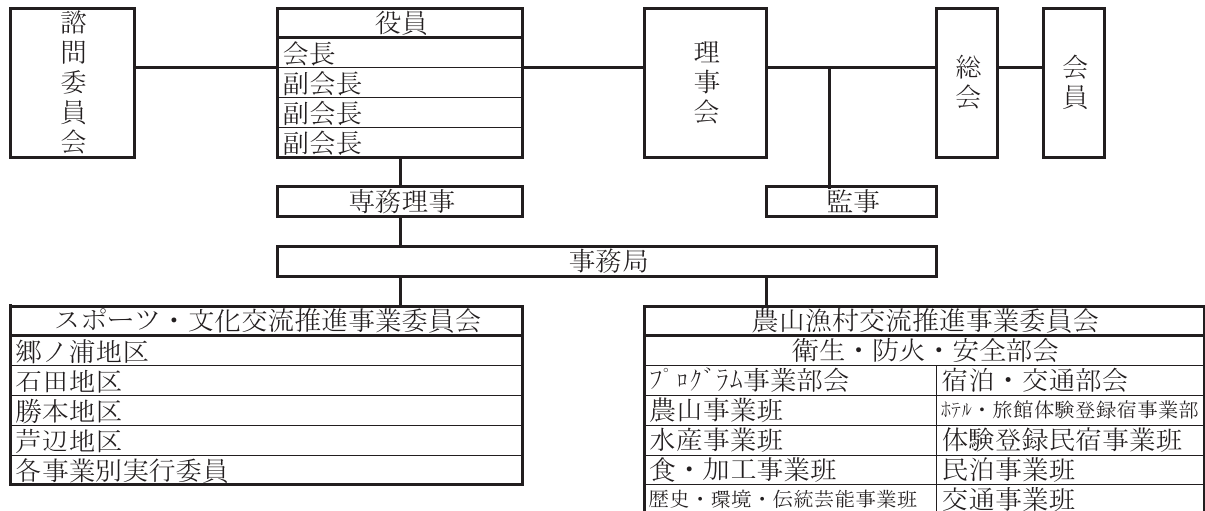 諮問委員会
役員
会長
副会長
副会長
副会長
理事会
総会
会員
専務理事
監事
事務局
スポーツ・文化交流推進事業委員会
郷ノ浦地区
石田地区
勝本地区
芦辺地区
各事業別実行委員
農山漁村交流推進事業委員会
衛生・防火・安全部会
ﾌﾟﾛｸﾞﾗﾑ事業部会
宿泊・交通部会
農山事業班
ﾎﾃﾙ・旅館体験登録宿事業部
水産事業班
体験登録民宿事業班
食・加工事業班
民泊事業班
歴史・環境・伝統芸能事業班
交通事業班